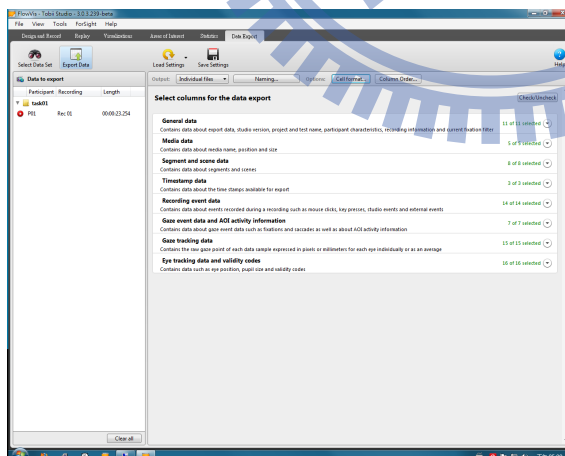 FlowVis - Tobii Studio - 3.0.3.239-beta
File View Tools ForSight Help
Design and Record Replay Visualizations Areas of Interest Statistics Data Export
Select Data Set Export Data Load Settings Save Settings Help
Data to export Output: Individual files Naming... Options: Cell format... Column Order...
Participant Recording Length
task01
P01 Rec 01 00:00:23.254
Select columns for the data export Check/Uncheck
General data 11 of 11 selected
Contains data about export data, studio version, project and test name, participant characteristics, recording information and current fixation filter
Media data 5 of 5 selected
Contains data about media name, position and size
Segment and scene data 8 of 8 selected
Contains data about segments and scenes
Timestamp data 3 of 3 selected
Contains data about the time stamps available for export
Recording event data 14 of 14 selected
Contains data about events recorded during a recording such as mouse clicks, key presses, studio events and external events
Gaze event data and AOI activity information 7 of 7 selected
Contains data about gaze event data such as fixations and saccades as well as about AOI activity information
Gaze tracking data 15 of 15 selected
Contains the raw gaze point of each data sample expressed in pixels or millimeters for each eye individually or as an average
Eye tracking data and validity codes 16 of 16 selected
Contains data such as eye position, pupil size and validity codes
Clear all